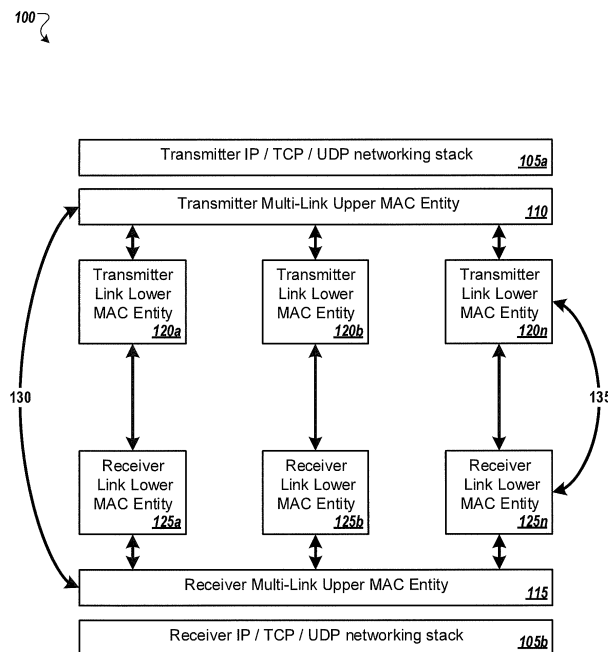 100
Transmitter IP / TCP / UDP networking stack 105a
Transmitter Multi-Link Upper MAC Entity 110
Transmitter
Link Lower
MAC Entity
120a
Transmitter
Link Lower
MAC Entity
120b
Transmitter
Link Lower
MAC Entity
120n
130
135
Receiver
Link Lower
MAC Entity
125a
Receiver
Link Lower
MAC Entity
125b
Receiver
Link Lower
MAC Entity
125n
Receiver Multi-Link Upper MAC Entity 115
Receiver IP / TCP / UDP networking stack 105b